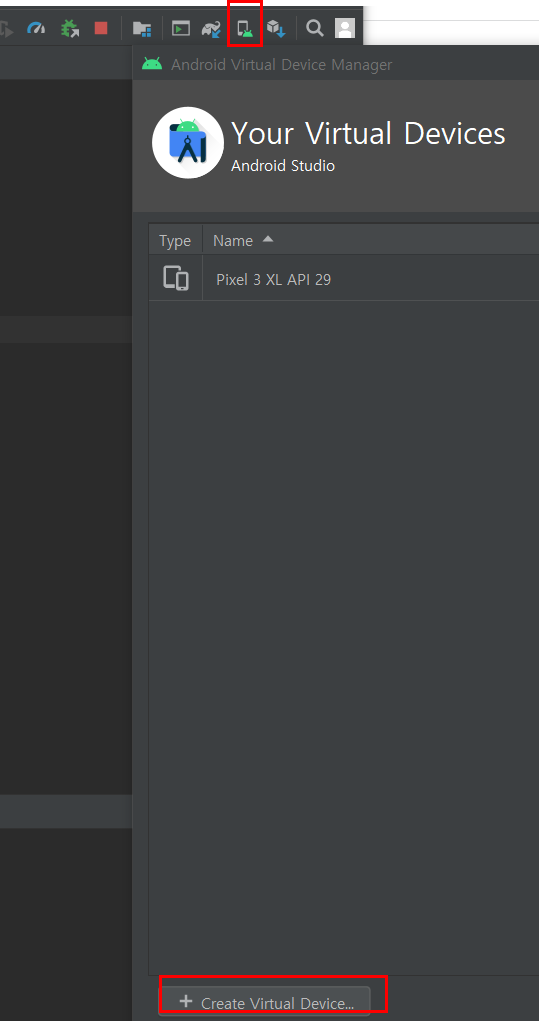 Android Virtual Device Manager
Your Virtual Devices
Android Studio
Type Name
Pixel 3 XL API 29
+ Create Virtual Device...